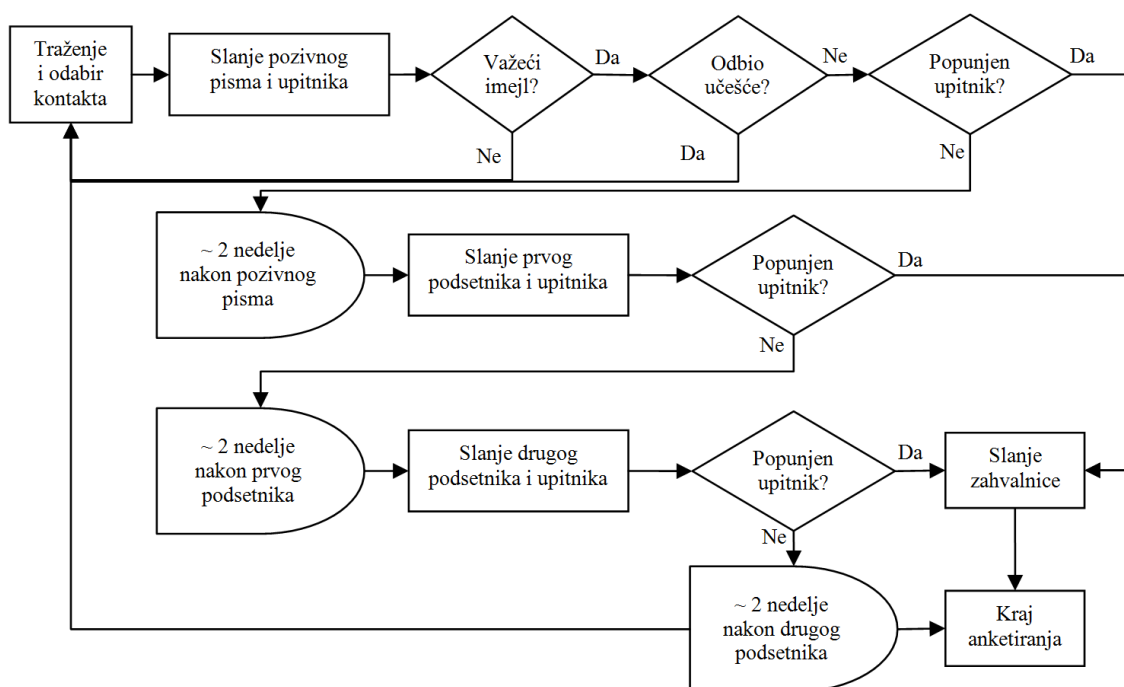 Traženje
i odabir
kontakta
Slanje pozivnog
pisma i upitnika
Važeći
imejl?
Da
Odbio
učešće?
Ne
Popunjen
upitnik?
Da
Ne
Da
Ne
~ 2 nedelje
nakon pozivnog
pisma
Slanje prvog
podsetnika i upitnika
Popunjen
upitnik?
Da
Ne
~ 2 nedelje
nakon prvog
podsetnika
Slanje drugog
podsetnika i upitnika
Popunjen
upitnik?
Da
Slanje
zahvalnice
Ne
~ 2 nedelje
nakon drugog
podsetnika
Kraj
anketiranja